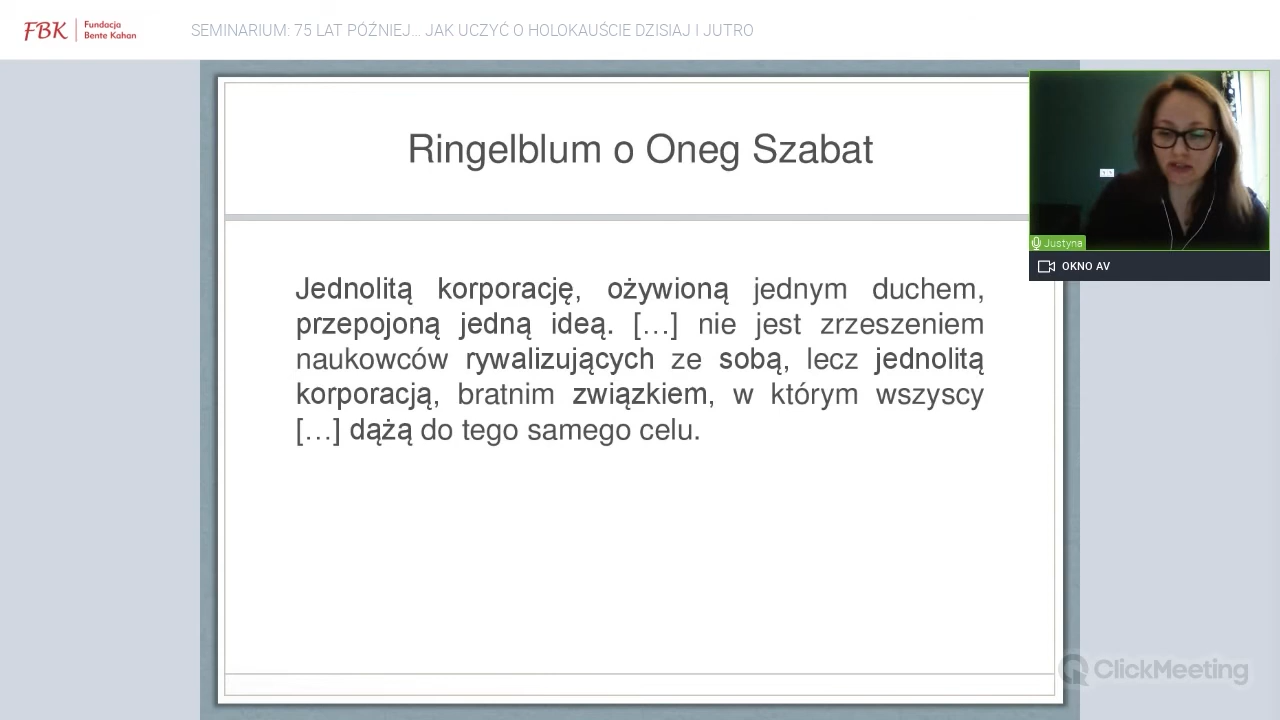 FBK
Fundacja
Bente Kahan
SEMINARIUM: 75 LAT PÓŹNIEJ... JAK UCZYĆ O HOLOKAUŚCIE DZISIAJ I JUTRO
Ringelblum o Oneg Szabat
Jednolitą korporację, ożywioną jednym duchem,
przepojoną jedną ideą. […] nie jest zrzeszeniem
naukowców rywalizujących ze sobą, lecz jednolitą
korporacją, bratnim związkiem, w którym wszyscy
[…] dążą do tego samego celu.
Justyna
OKNO AV
ClickMeeting